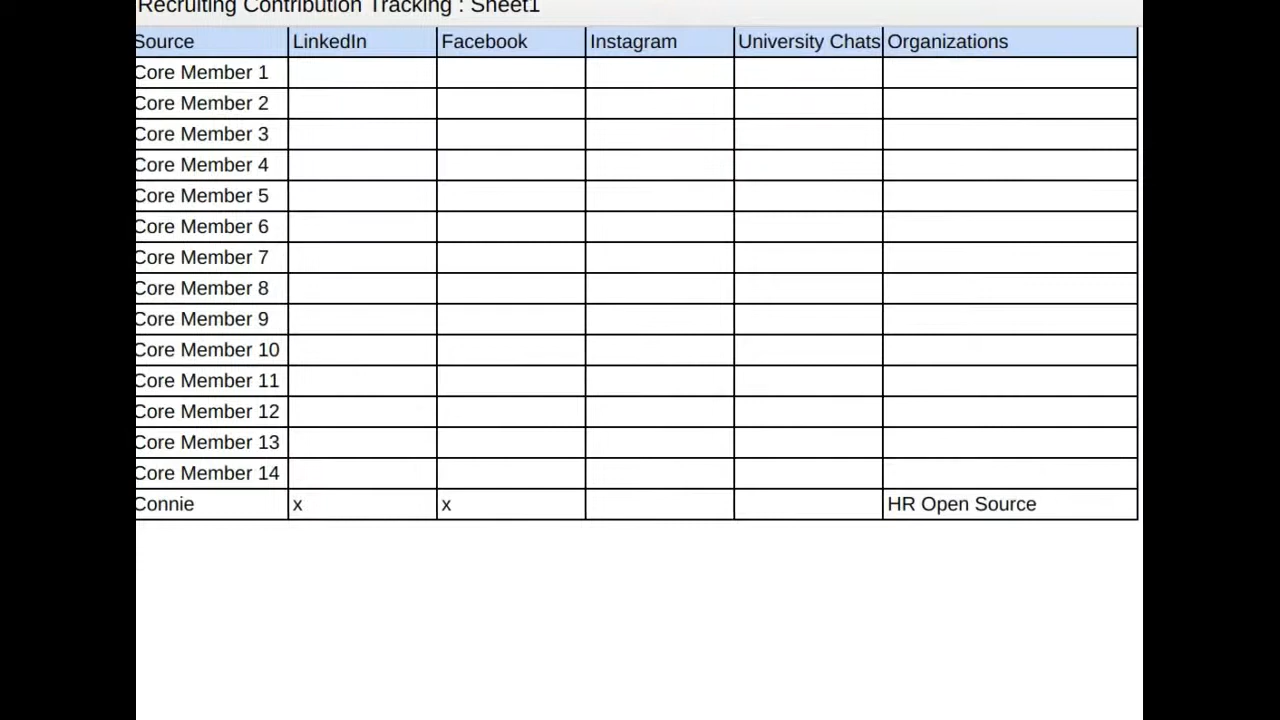 Recruiting Contribution Tracking : Sheet1
Source LinkedIn Facebook Instagram University Chats Organizations
Core Member 1
Core Member 2
Core Member 3
Core Member 4
Core Member 5
Core Member 6
Core Member 7
Core Member 8
Core Member 9
Core Member 10
Core Member 11
Core Member 12
Core Member 13
Core Member 14
Connie x x HR Open Source